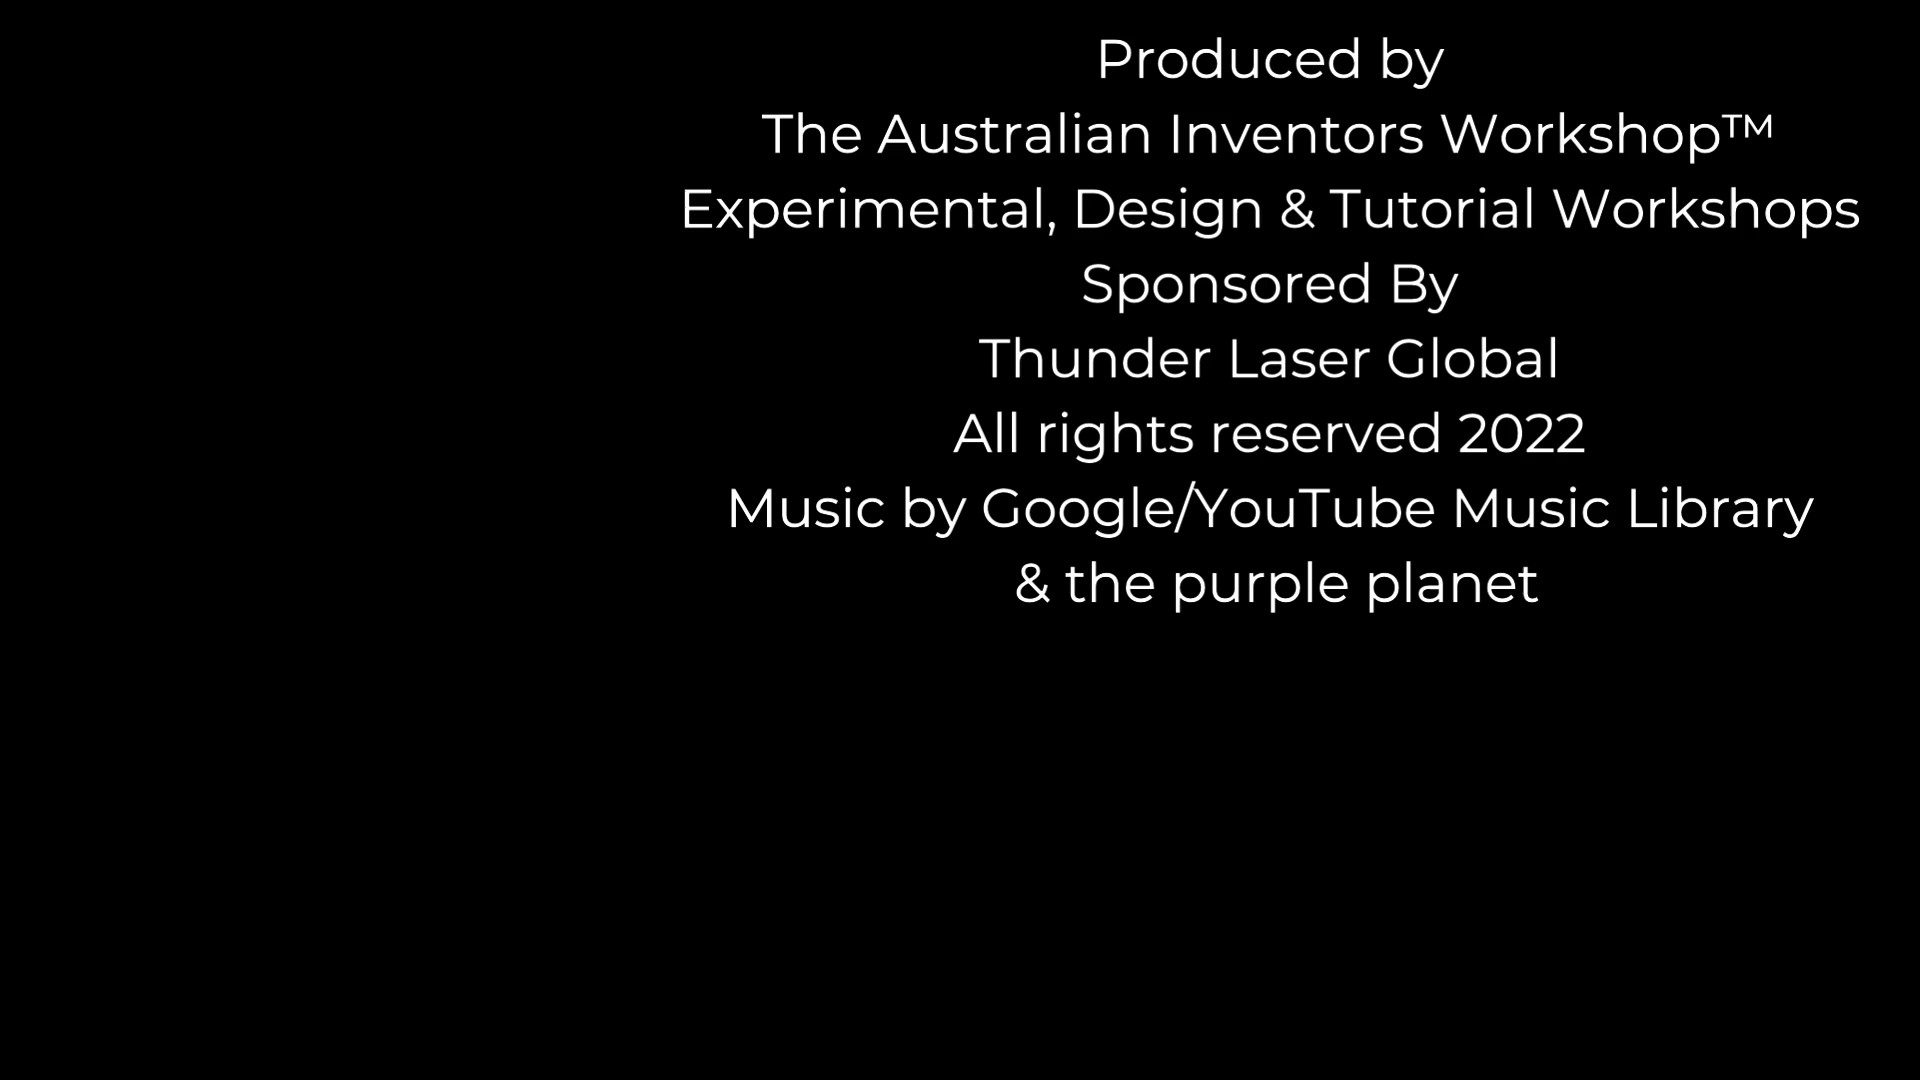 Produced by
The Australian Inventors Workshop™
Experimental, Design & Tutorial Workshops
Sponsored By
Thunder Laser Global
All rights reserved 2022
Music by Google/YouTube Music Library
& the purple planet